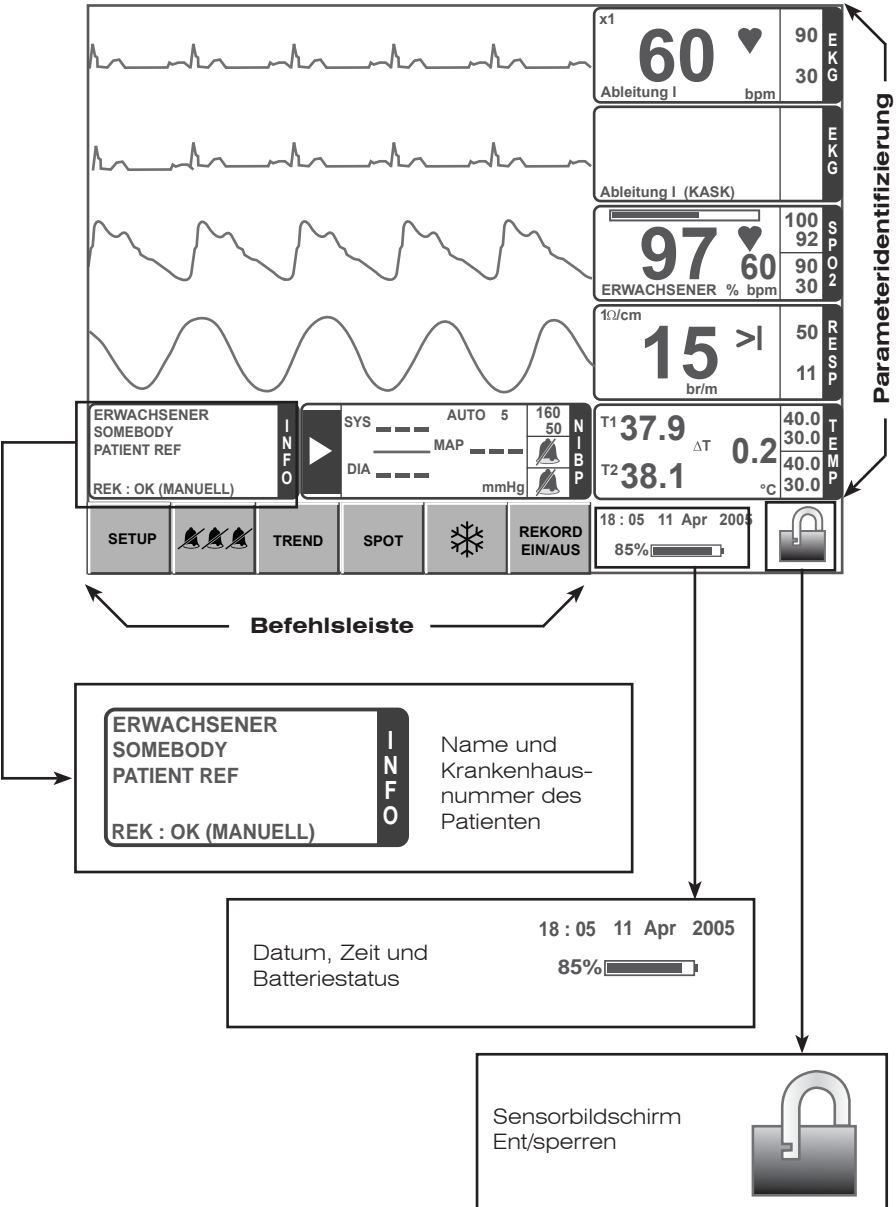 x1
60
Ableitung I bpm
90
30
EKG
Ableitung I (KASK)
EKG
97
60
ERWACHSENER % bpm
100
92
90
30
SPO2
1Ω/cm
15 >I
br/m
50
11
RESP
ERWACHSENER
SOMEBODY
PATIENT REF
REK : OK (MANUELL)
INFO
SYS _ _ _ AUTO 5
MAP _ _ _
DIA _ _ _
mmHg
160
50
NIBP
T1 37.9
ΔT 0.2
T2 38.1
°C
40.0
30.0
40.0
30.0
TEMP
SETUP
TREND
SPOT
REKORD
EIN/AUS
18 : 05 11 Apr 2005
85%
Parameteridentifizierung
Befehlsleiste
ERWACHSENER
SOMEBODY
PATIENT REF
REK : OK (MANUELL)
INFO
Name und
Krankenhaus-
nummer des
Patienten
Datum, Zeit und
Batteriestatus
18 : 05 11 Apr 2005
85%
Sensorbildschirm
Ent/sperren